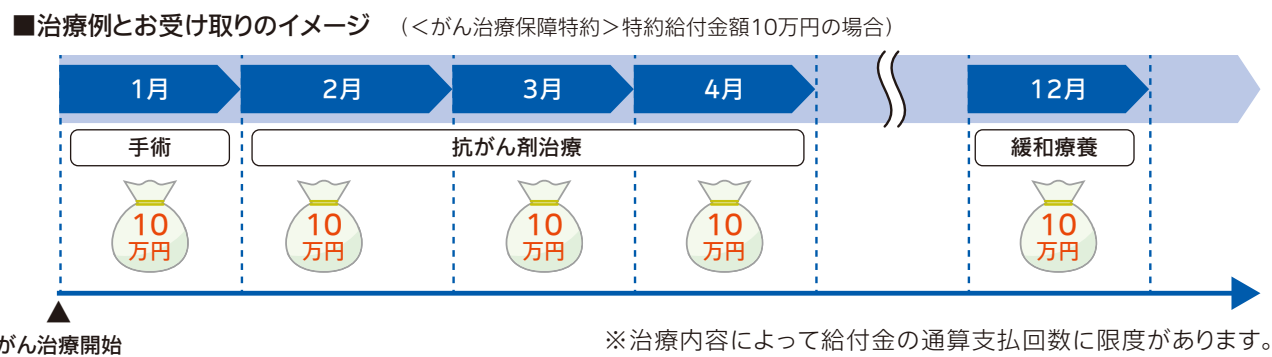 ■治療例とお受け取りのイメージ （＜がん治療保障特約＞特約給付金額10万円の場合）
1月 2月 3月 4月 12月
手術 抗がん剤治療 緩和療養
10 10 10 10 10
万円 万円 万円 万円 万円
▲
がん治療開始
※治療内容によって給付金の通算支払回数に限度があります。